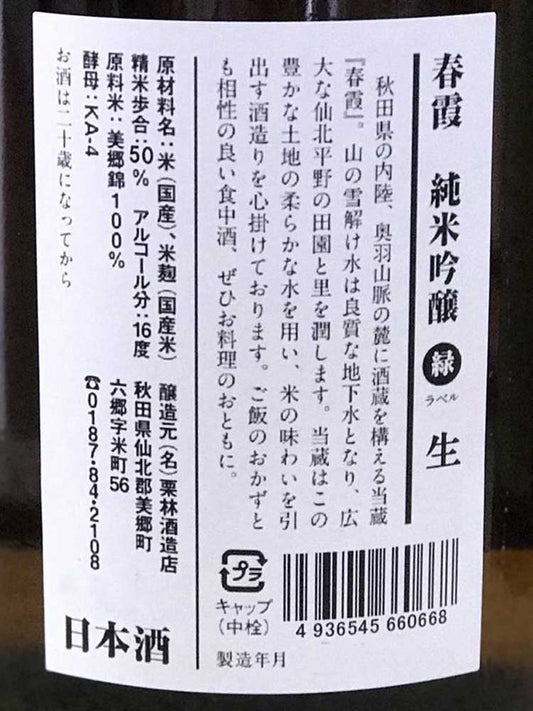 春霞 純米吟醸 緑 ラベル 生
秋田県の内陸、奥羽山脈の麓に酒蔵を構える当蔵
『春霞』。山の雪解け水は良質な地下水となり、広
大な仙北平野の田園と里を潤します。当蔵はこの
豊かな土地の柔らかな水を用い、米の味わいを引
出す酒造りを心掛けております。ご飯のおかずと
も相性の良い食中酒、ぜひお料理のおともに。
原材料名:米(国産)、米麹(国産米)
精米歩合:50% アルコール分:16度
原料米:美郷錦100%
酵母:KA-4
お酒は二十歳になってから
醸造元(名)栗林酒造店
秋田県仙北郡美郷町
六郷字米町56
☎0187・84・2108
日本酒
プラ
キャップ
(中栓)
4 936545 660668
製造年月